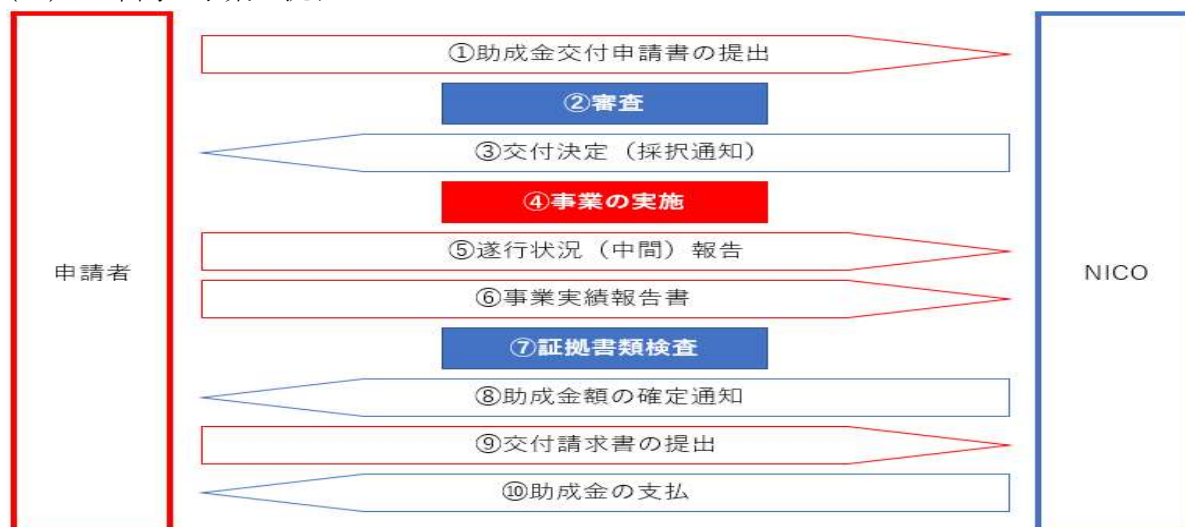 ①助成金交付申請書の提出
②審査
③交付決定（採択通知）
④事業の実施
⑤遂行状況（中間）報告
申請者
NICO
⑥事業実績報告書
⑦証拠書類検査
⑧助成金額の確定通知
⑨交付請求書の提出
⑩助成金の支払